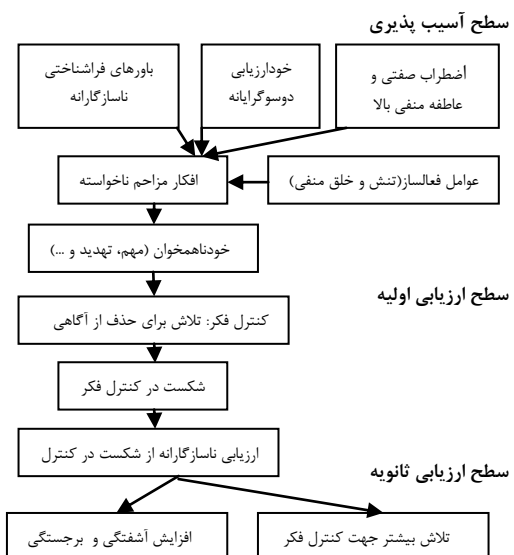 سطح آسیب پذیری
اضطراب صفتی و
عاطفه منفی بالا
خودارزیابی
دوسوگرایانه
باورهای فراشناختی
ناسازگارانه
عوامل فعالساز(تنش و خلق منفی)
افکار مزاحم ناخواسته
خودناهمخوان (مهم، تهدید و ...)
سطح ارزیابی اولیه
کنترل فکر: تلاش برای حذف از آگاهی
شکست در کنترل فکر
ارزیابی ناسازگارانه از شکست در کنترل
سطح ارزیابی ثانویه
تلاش بیشتر جهت کنترل فکر
افزایش آشفتگی و برجستگی